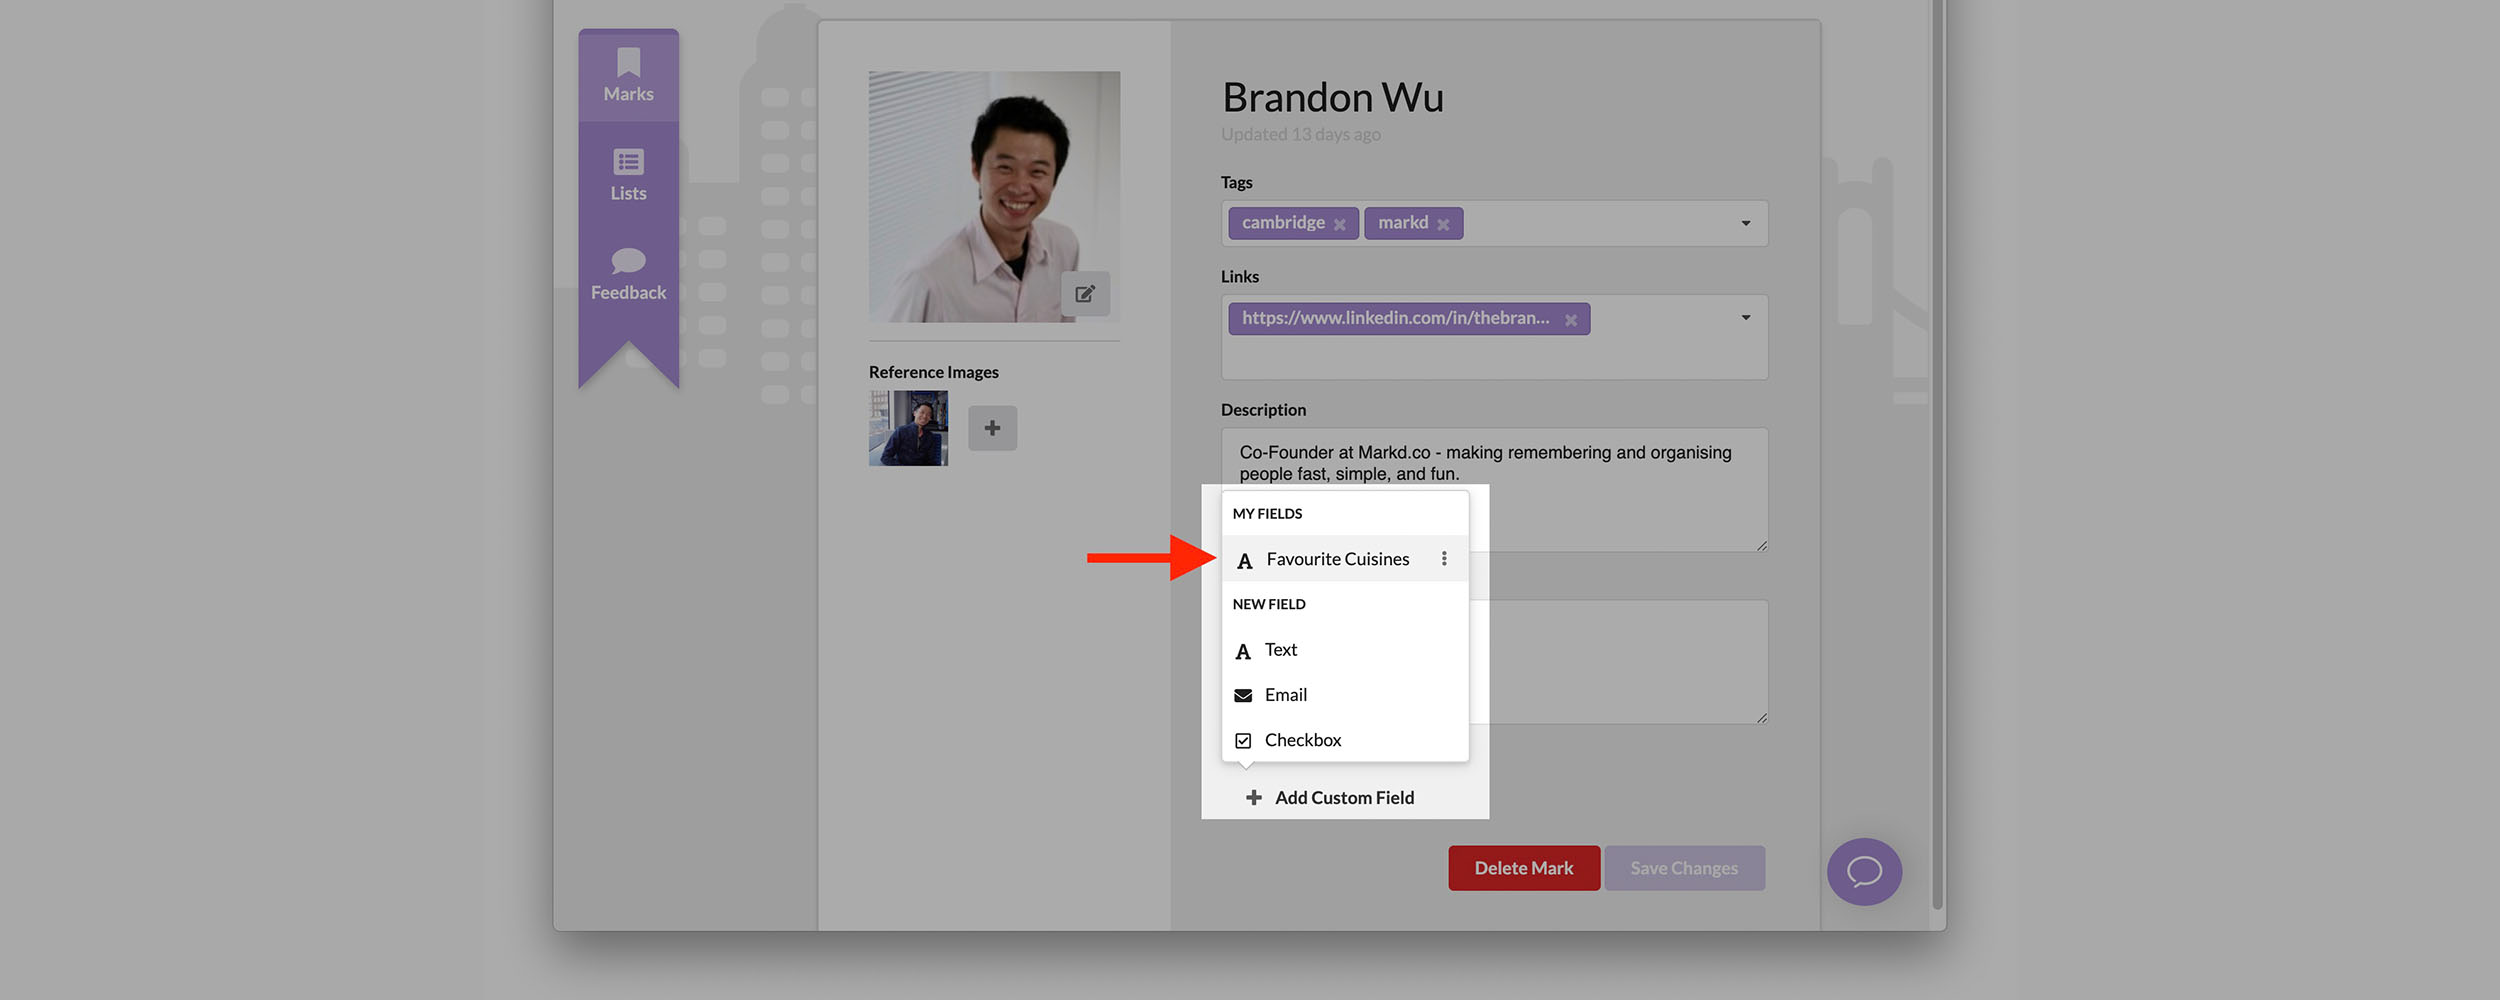 Marks
Lists
Feedback
Reference Images
Brandon Wu
Updated 13 days ago
Tags
cambridge
markd
Links
https://www.linkedin.com/in/thebran...
Description
Co-Founder at Markd.co - making remembering and organising
people fast, simple, and fun.
MY FIELDS
A Favourite Cuisines
NEW FIELD
A Text
Email
Checkbox
Add Custom Field
Delete Mark
Save Changes